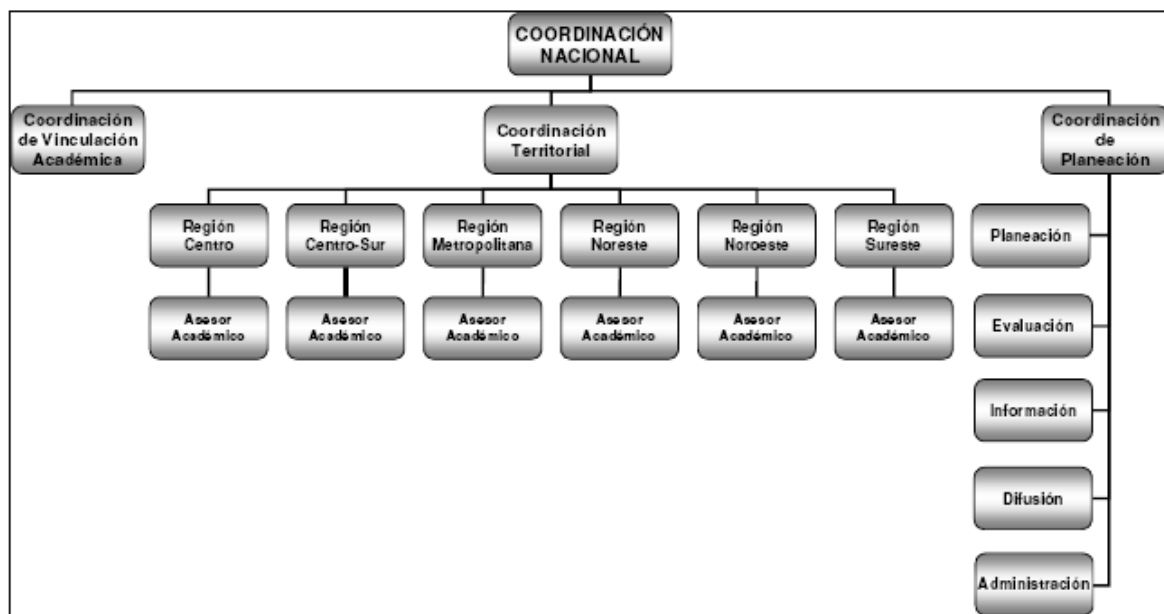 COORDINACIÓN
NACIONAL
Coordinación
de Vinculación
Académica
Coordinación
Territorial
Coordinación
de
Planeación
Región
Centro
Región
Centro-Sur
Región
Metropolitana
Región
Noreste
Región
Noroeste
Región
Sureste
Planeación
Asesor
Académico
Asesor
Académico
Asesor
Académico
Asesor
Académico
Asesor
Académico
Asesor
Académico
Evaluación
Información
Difusión
Administración